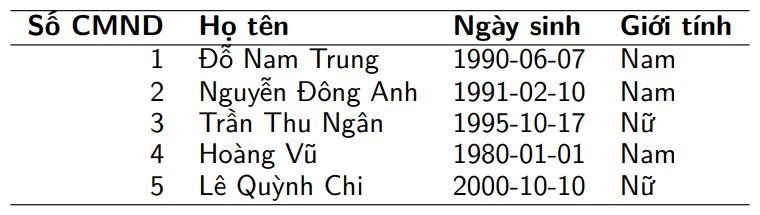 Số CMND Họ tên Ngày sinh Giới tính
1 Đỗ Nam Trung 1990-06-07 Nam
2 Nguyễn Đông Anh 1991-02-10 Nam
3 Trần Thu Ngân 1995-10-17 Nữ
4 Hoàng Vũ 1980-01-01 Nam
5 Lê Quỳnh Chi 2000-10-10 Nữ